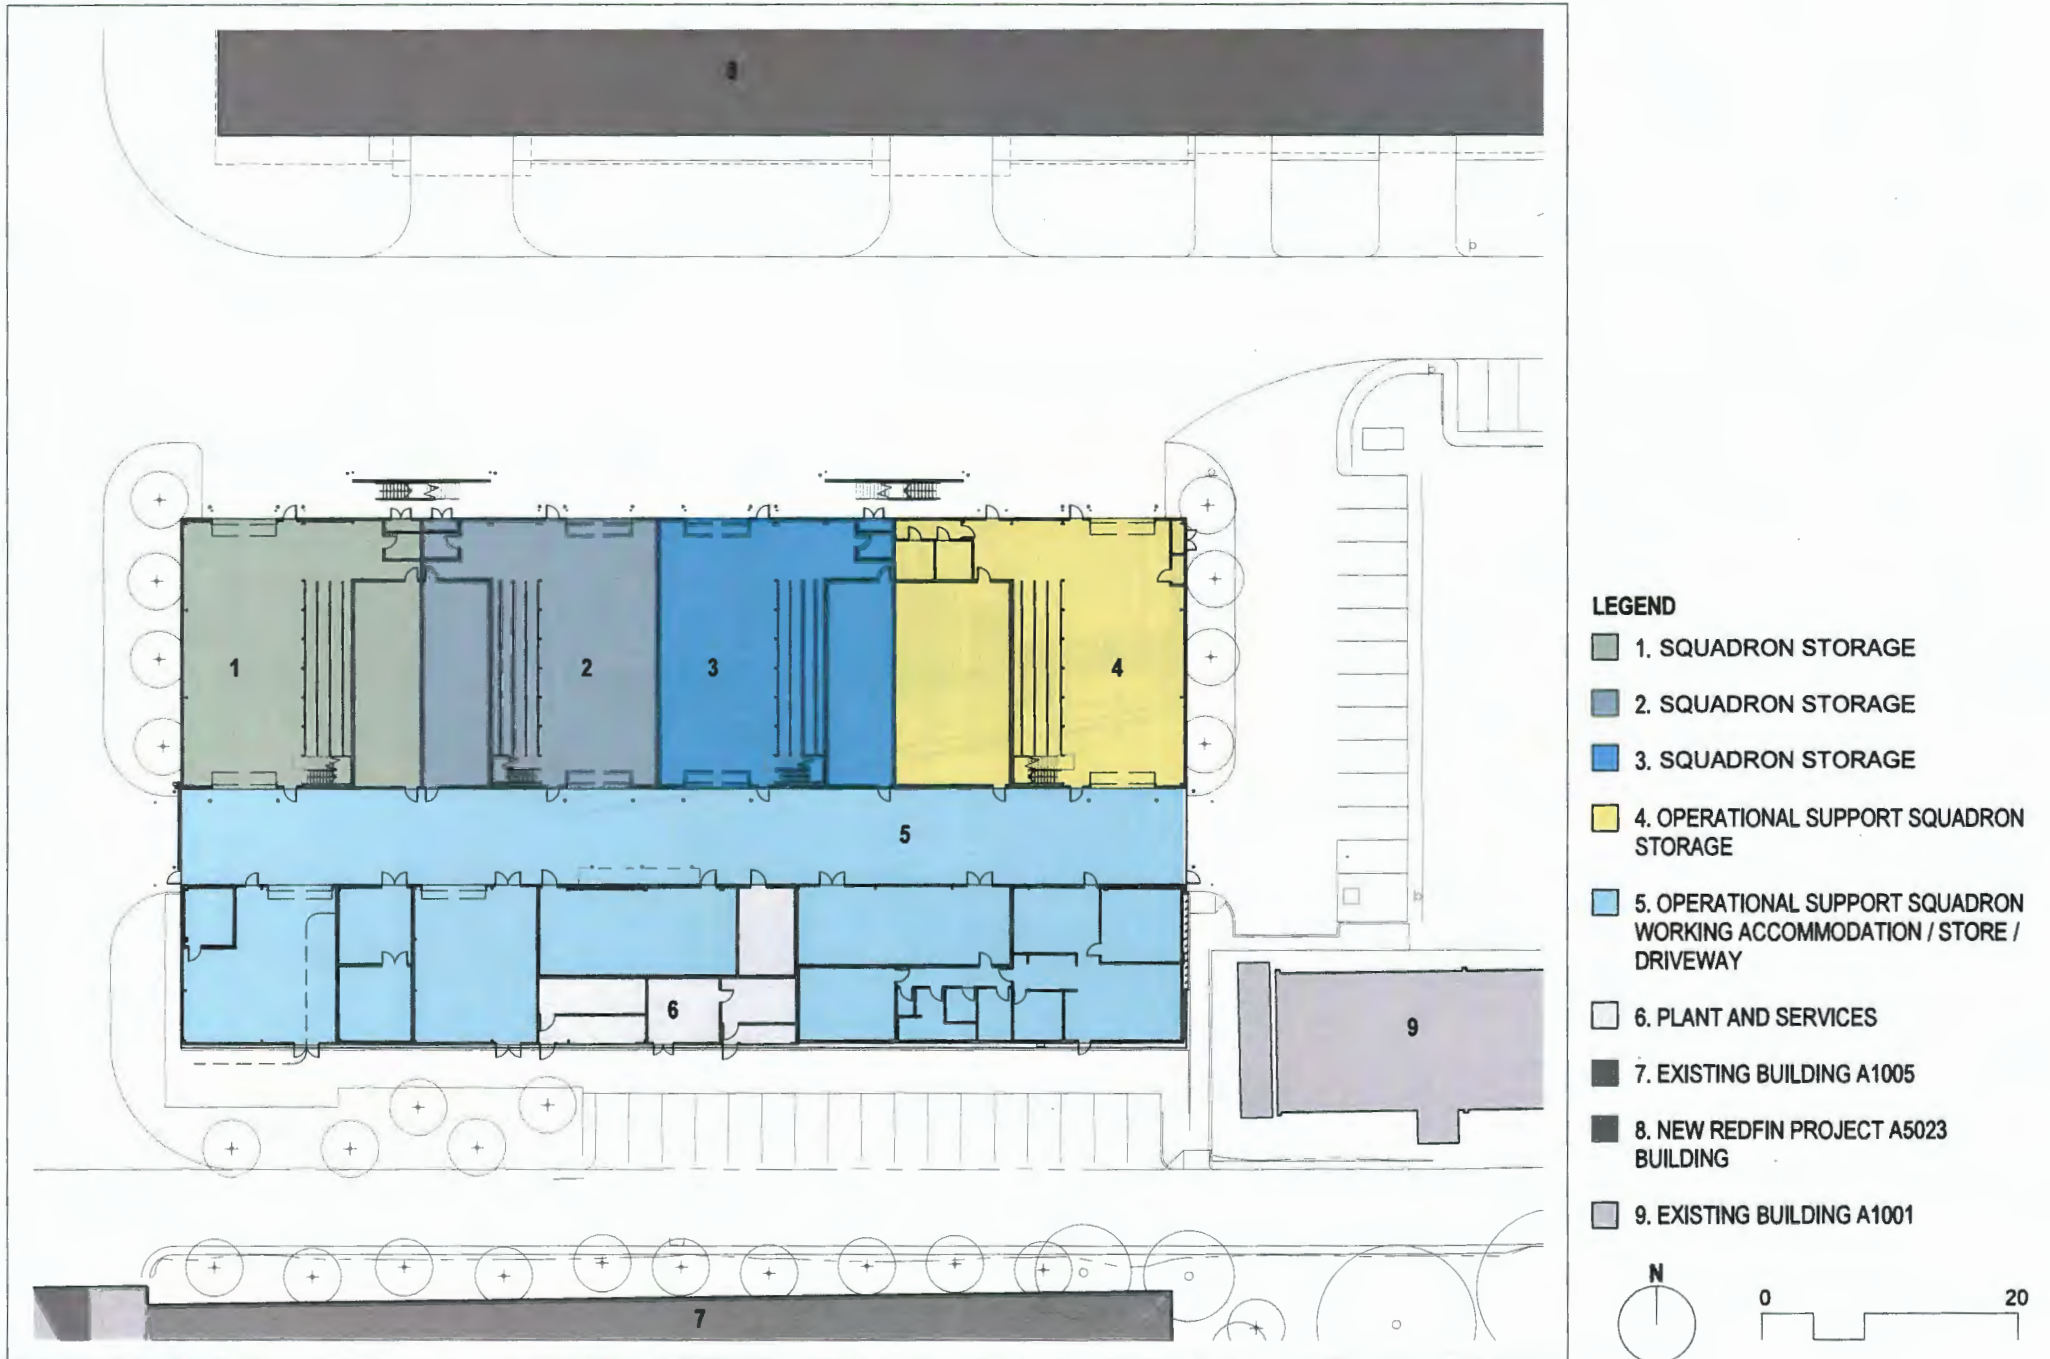 8
1
2
3
4
5
6
9
7
LEGEND
1. SQUADRON STORAGE
2. SQUADRON STORAGE
3. SQUADRON STORAGE
4. OPERATIONAL SUPPORT SQUADRON
STORAGE
5. OPERATIONAL SUPPORT SQUADRON
WORKING ACCOMMODATION / STORE /
DRIVEWAY
6. PLANT AND SERVICES
7. EXISTING BUILDING A1005
8. NEW REDFIN PROJECT A5023
BUILDING
9. EXISTING BUILDING A1001
N
0 20